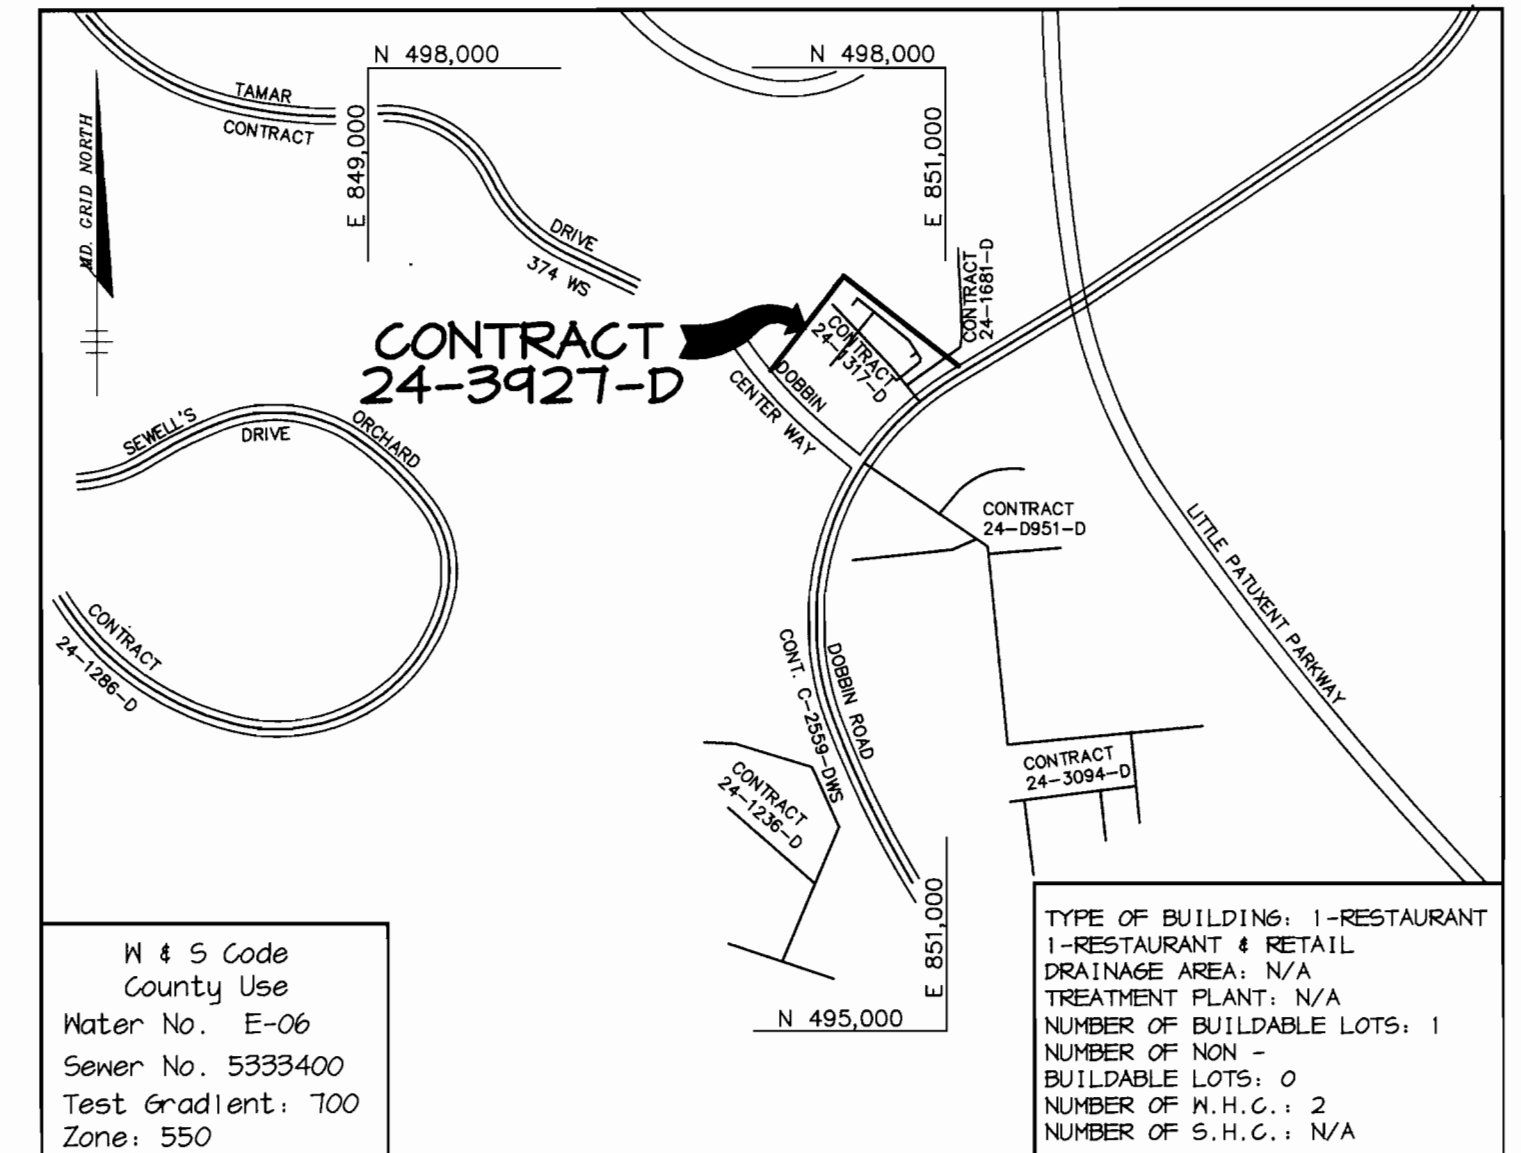 N 498,000
N 498,000
TAMAR
CONTRACT
E 849,000
E 851,000
MD. GRID NORTH
DRIVE
374 WS
CONTRACT
24-1681-D
CONTRACT
24-3927-D
CONTRACT
24-1317-D
DOBBIN
CENTER WAY
SEWELL'S
DRIVE
ORCHARD
CONTRACT
24-D951-D
LITTLE PATUXENT PARKWAY
CONTRACT
24-1286-D
CONT. C-2559-DWS
DOBBIN ROAD
CONTRACT
24-3094-D
CONTRACT
24-1236-D
E 851,000
N 495,000
W & S Code
County Use
Water No. E-06
Sewer No. 5333400
Test Gradient: 700
Zone: 550
TYPE OF BUILDING: 1-RESTAURANT
1-RESTAURANT & RETAIL
DRAINAGE AREA: N/A
TREATMENT PLANT: N/A
NUMBER OF BUILDABLE LOTS: 1
NUMBER OF NON -
BUILDABLE LOTS: 0
NUMBER OF W.H.C.: 2
NUMBER OF S.H.C.: N/A